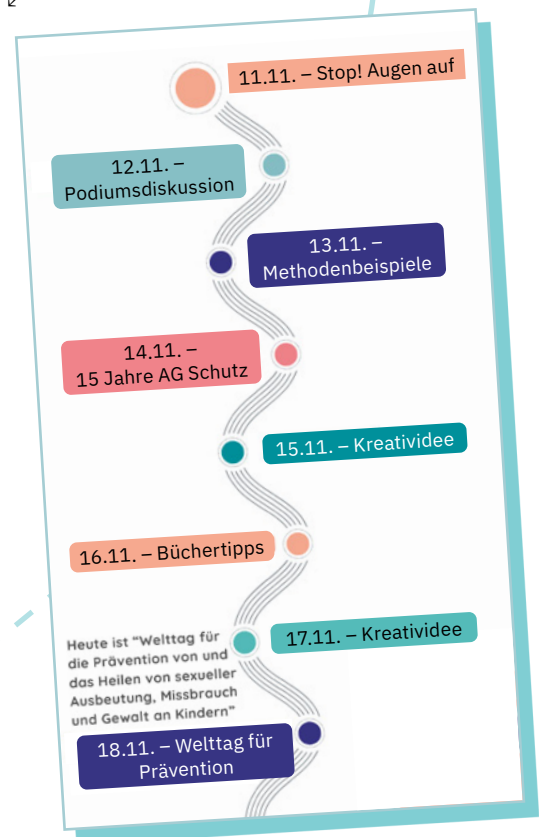 11.11. – Stop! Augen auf
12.11. –
Podiumsdiskussion
13.11. –
Methodenbeispiele
14.11. –
15 Jahre AG Schutz
15.11. – Kreatividee
16.11. – Büchertipps
17.11. – Kreatividee
Heute ist "Welttag für
die Prävention von und
das Heilen von sexueller
Ausbeutung, Missbrauch
und Gewalt an Kindern"
18.11. – Welttag für
Prävention